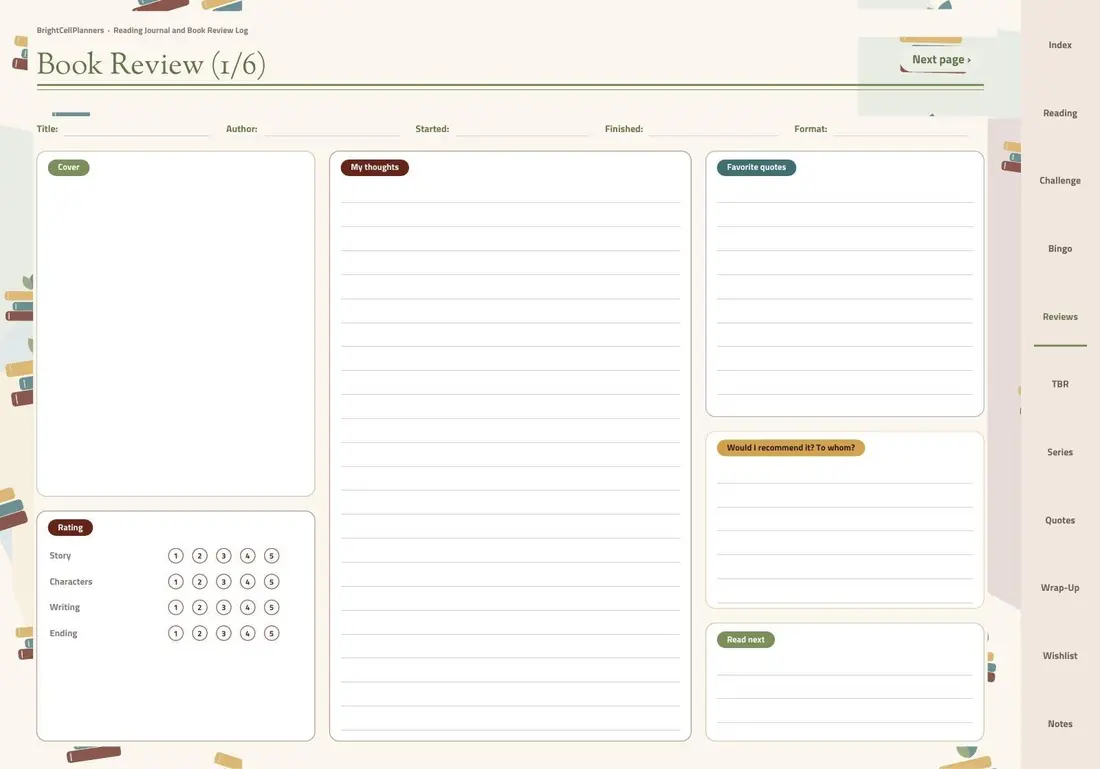 BrightCellPlanners · Reading Journal and Book Review Log
Book Review (1/6)
Next page ›
Title:
Author:
Started:
Finished:
Format:
Cover
Rating
Story 1 2 3 4 5
Characters 1 2 3 4 5
Writing 1 2 3 4 5
Ending 1 2 3 4 5
My thoughts
Favorite quotes
Would I recommend it? To whom?
Read next
Index
Reading
Challenge
Bingo
Reviews
TBR
Series
Quotes
Wrap-Up
Wishlist
Notes